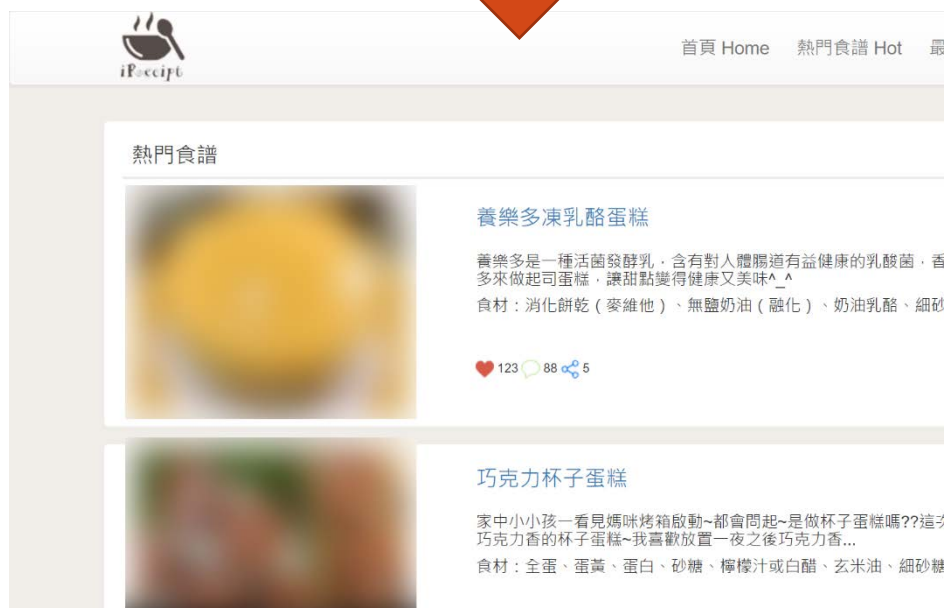 iReceipt
首頁 Home 熱門食譜 Hot 最
熱門食譜
養樂多凍乳酪蛋糕
養樂多是一種活菌發酵乳，含有對人體腸道有益健康的乳酸菌，香
多來做起司蛋糕，讓甜點變得健康又美味^_^
食材：消化餅乾（麥維他）、無鹽奶油（融化）、奶油乳酪、細砂
123 88 5
巧克力杯子蛋糕
家中小小孩一看見媽咪烤箱啟動~都會問起~是做杯子蛋糕嗎??這次
巧克力香的杯子蛋糕~我喜歡放置一夜之後巧克力香...
食材：全蛋、蛋黃、蛋白、砂糖、檸檬汁或白醋、玄米油、細砂糖